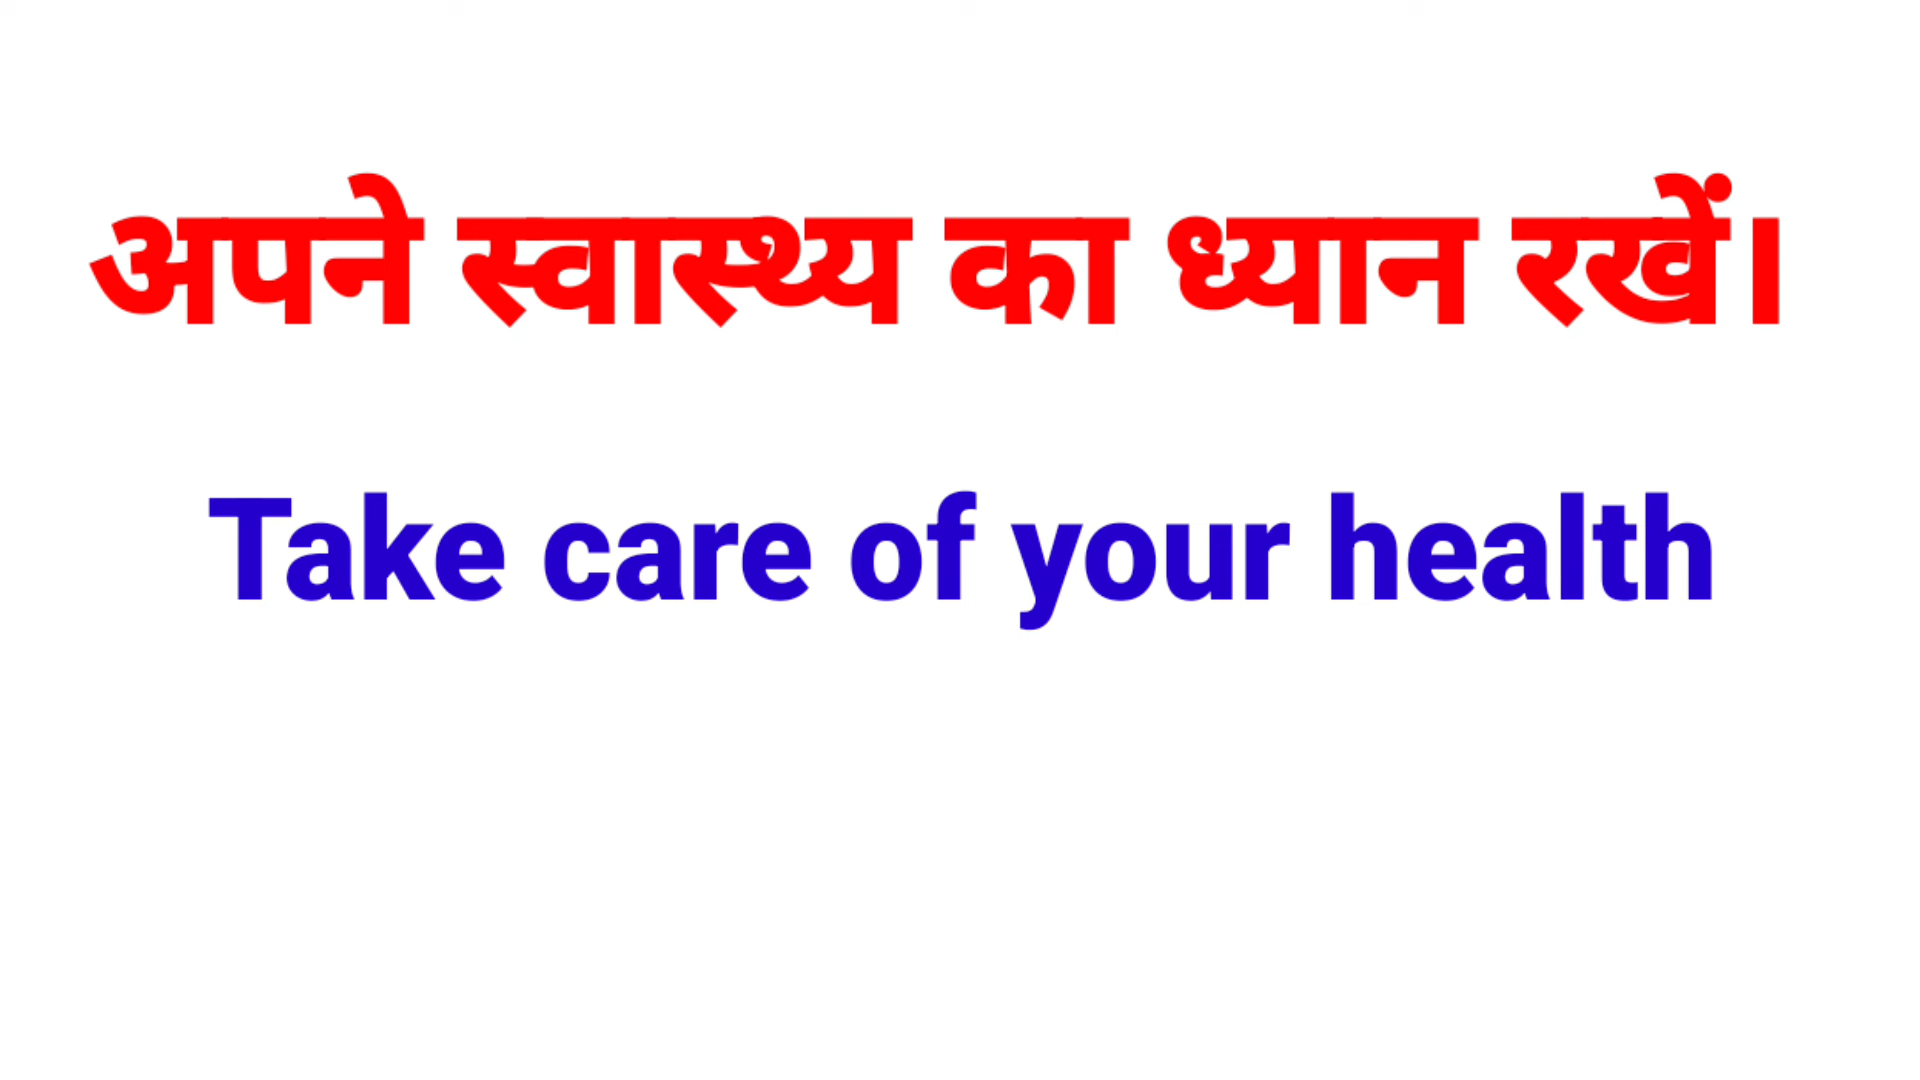 अपने स्वास्थ्य का ध्यान रखें।
Take care of your health